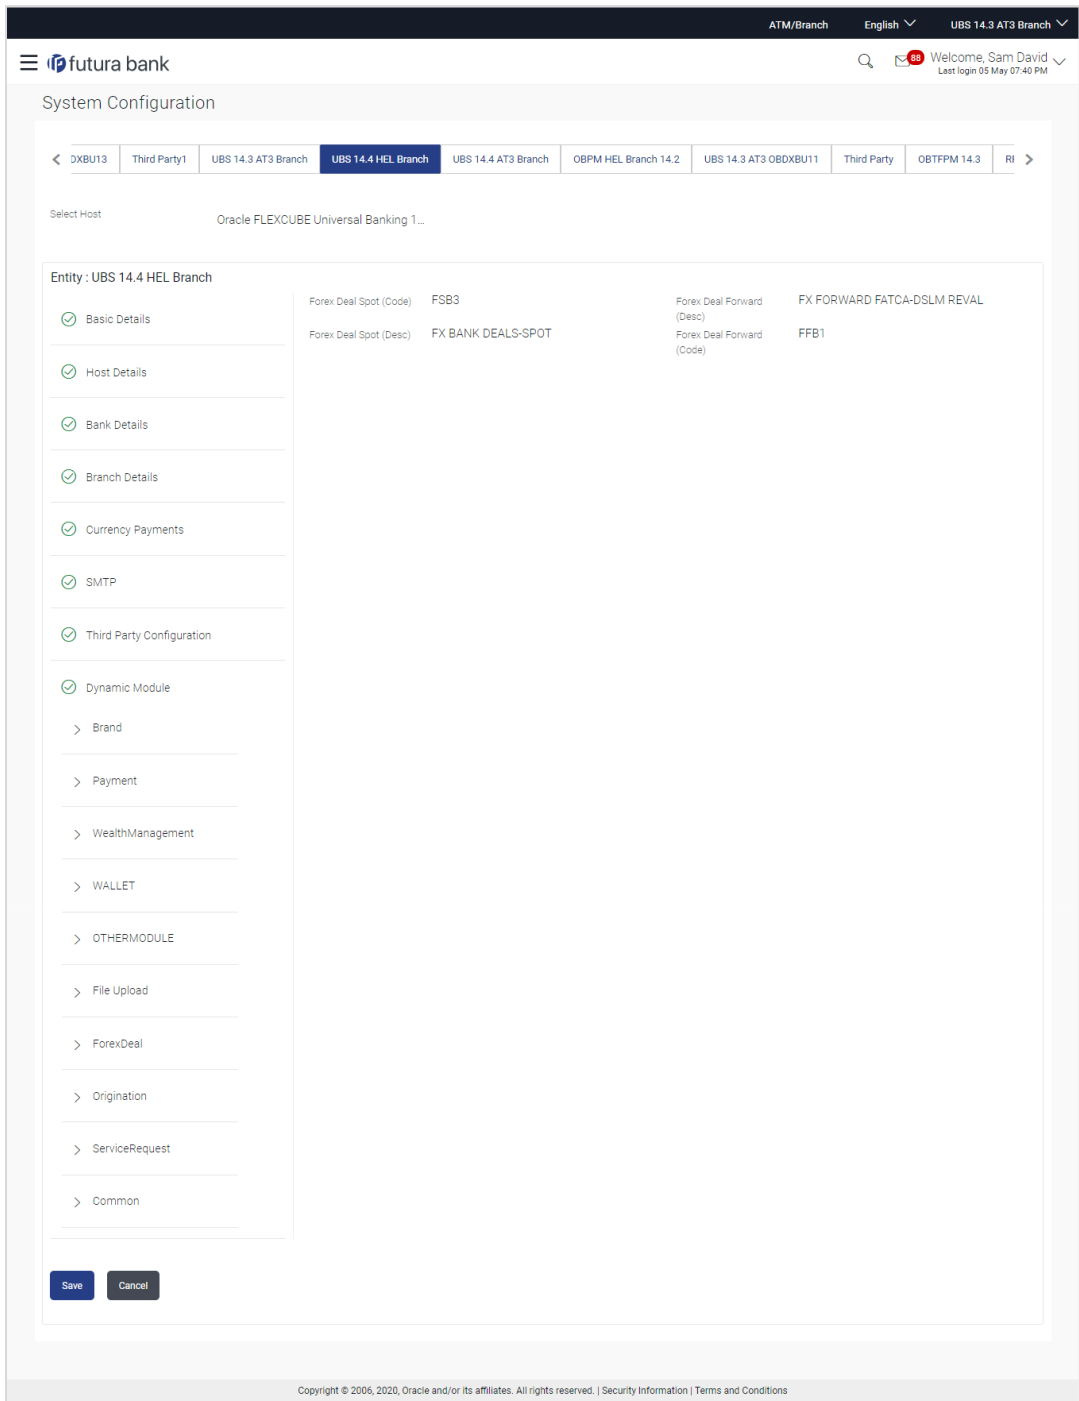 ATM/Branch English UBS 14.3 AT3 Branch
futura bank 88 Welcome, Sam David
Last login 05 May 07:40 PM
System Configuration
DXBU13 Third Party1 UBS 14.3 AT3 Branch UBS 14.4 HEL Branch UBS 14.4 AT3 Branch OBPM HEL Branch 14.2 UBS 14.3 AT3 OBDXBU11 Third Party OBTFPM 14.3
Select Host Oracle FLEXCUBE Universal Banking 1...
Entity : UBS 14.4 HEL Branch
Forex Deal Spot (Code) FSB3 Forex Deal Forward (Desc) FX FORWARD FATCA-DSLM REVAL
Forex Deal Spot (Desc) FX BANK DEALS-SPOT Forex Deal Forward (Code) FFB1
Basic Details
Host Details
Bank Details
Branch Details
Currency Payments
SMTP
Third Party Configuration
Dynamic Module
Brand
Payment
WealthManagement
WALLET
OTHERMODULE
File Upload
ForexDeal
Origination
ServiceRequest
Common
Save Cancel
Copyright © 2006, 2020, Oracle and/or its affiliates. All rights reserved. | Security Information | Terms and Conditions